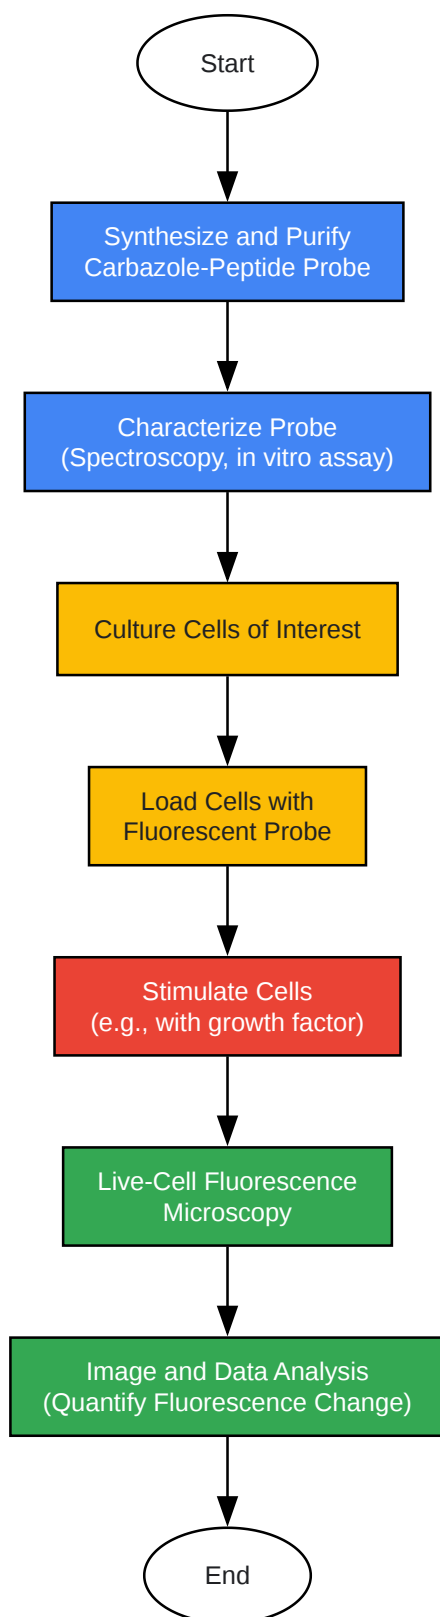 Start
Synthesize and Purify
Carbazole-Peptide Probe
Characterize Probe
(Spectroscopy, in vitro assay)
Culture Cells of Interest
Load Cells with
Fluorescent Probe
Stimulate Cells
(e.g., with growth factor)
Live-Cell Fluorescence
Microscopy
Image and Data Analysis
(Quantify Fluorescence Change)
End